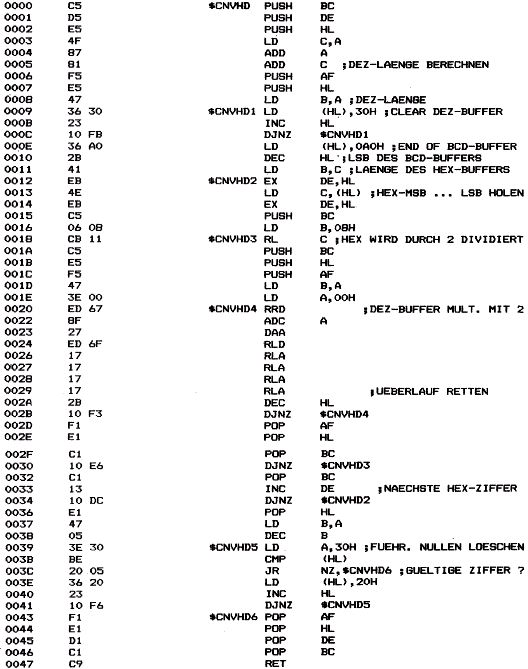 0000 C5 $CNVHD PUSH BC
0001 D5 PUSH DE
0002 E5 PUSH HL
0003 4F LD C,A
0004 87 ADD A
0005 81 ADD C ;DEZ-LAENGE BERECHNEN
0006 F5 PUSH AF
0007 E5 PUSH HL
0008 47 LD B,A ;DEZ-LAENGE
0009 36 30 $CNVHD1 LD (HL),30H ;CLEAR DEZ-BUFFER
000B 23 INC HL
000C 10 FB DJNZ $CNVHD1
000E 36 A0 LD (HL),0A0H ;END OF BCD-BUFFER
0010 2B DEC HL ;LSB DES BCD-BUFFERS
0011 41 LD B,C ;LAENGE DES HEX-BUFFERS
0012 EB $CNVHD2 EX DE,HL
0013 4E LD C,(HL) ;HEX-MSB ... LSB HOLEN
0014 EB EX DE,HL
0015 C5 PUSH BC
0016 06 08 LD B,08H
0018 CB 11 $CNVHD3 RL C ;HEX WIRD DURCH 2 DIVIDIERT
001A C5 PUSH BC
001B E5 PUSH HL
001C F5 PUSH AF
001D 47 LD B,A
001E 3E 00 LD A,00H
0020 ED 67 $CNVHD4 RRD ;DEZ-BUFFER MULT. MIT 2
0022 8F ADC A
0023 27 DAA
0024 ED 6F RLD
0026 17 RLA
0027 17 RLA
0028 17 RLA
0029 17 RLA ;UEBERLAUF RETTEN
002A 2B DEC HL
002B 10 F3 DJNZ $CNVHD4
002D F1 POP AF
002E E1 POP HL
002F C1 POP BC
0030 10 E6 DJNZ $CNVHD3
0032 C1 POP BC
0033 13 INC DE ;NAECHSTE HEX-ZIFFER
0034 10 DC DJNZ $CNVHD2
0036 E1 POP HL
0037 47 LD B,A
0038 05 DEC B
0039 3E 30 $CNVHD5 LD A,30H ;FUEHR. NULLEN LOESCHEN
003B BE CMP (HL)
003C 20 05 JR NZ,$CNVHD6 ;GUELTIGE ZIFFER ?
003E 36 20 LD (HL),20H
0040 23 INC HL
0041 10 F6 DJNZ $CNVHD5
0043 F1 $CNVHD6 POP AF
0044 E1 POP HL
0045 D1 POP DE
0046 C1 POP BC
0047 C9 RET